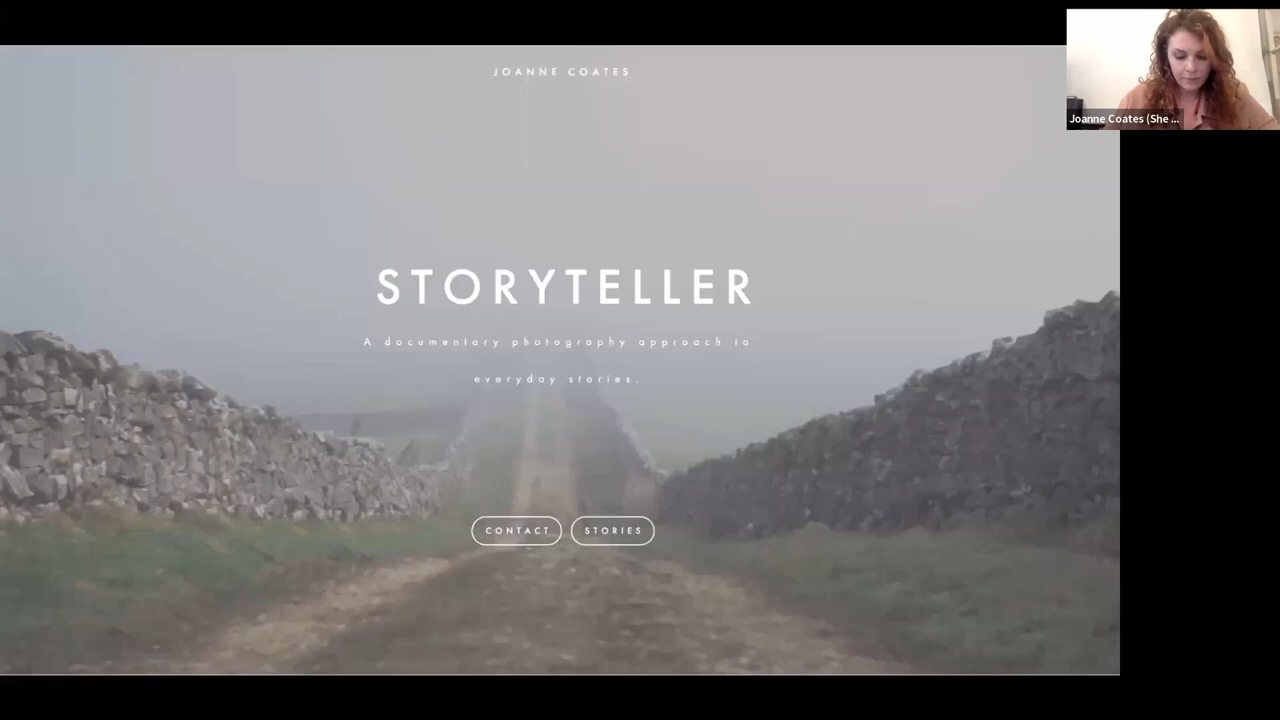 JOANNE COATES
Joanne Coates (She ...
STORYTELLER
A documentary photography approach to
everyday stories.
CONTACT STORIES